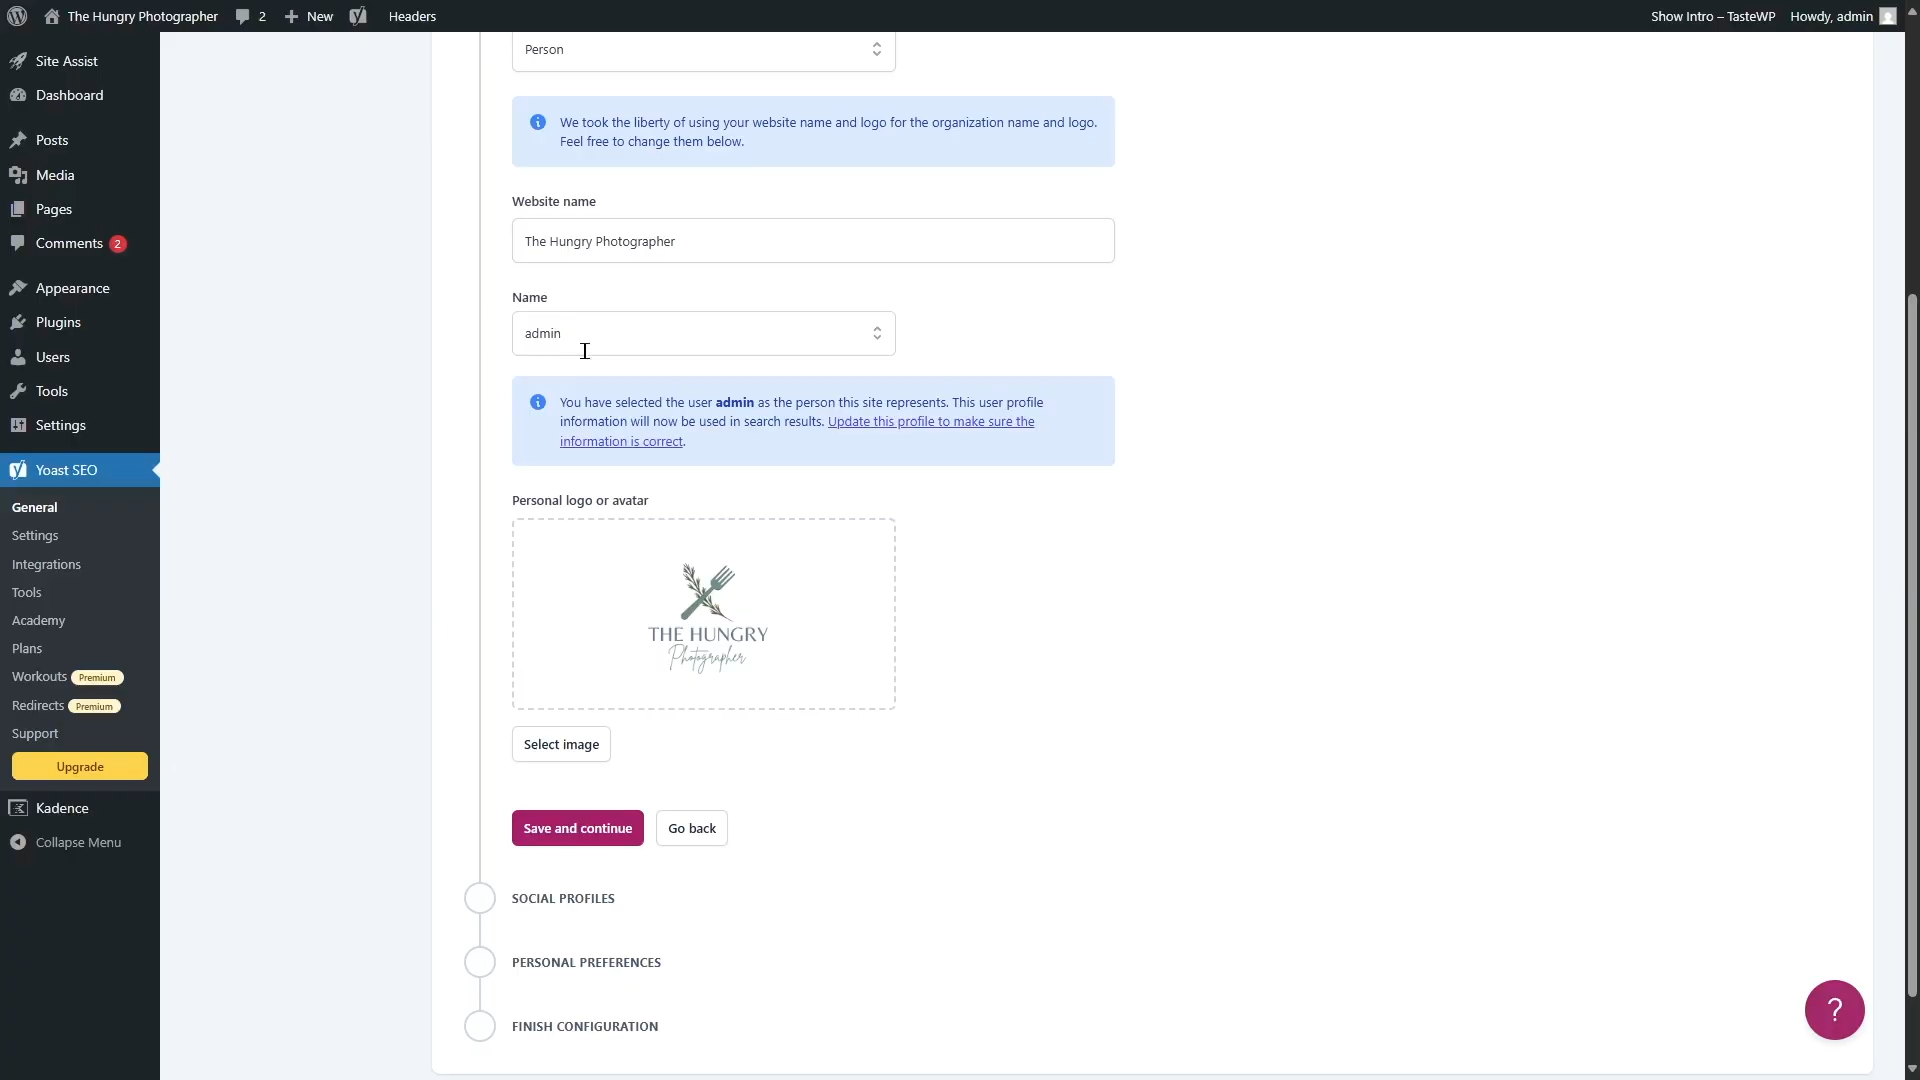 The Hungry Photographer
2
New
Headers
Show Intro – TasteWP
Howdy, admin
Site Assist
Dashboard
Posts
Media
Pages
Comments 2
Appearance
Plugins
Users
Tools
Settings
Yoast SEO
General
Settings
Integrations
Tools
Academy
Plans
Workouts Premium
Redirects Premium
Support
Upgrade
Kadence
Collapse Menu
Person
We took the liberty of using your website name and logo for the organization name and logo.
Feel free to change them below.
Website name
The Hungry Photographer
Name
admin
You have selected the user admin as the person this site represents. This user profile
information will now be used in search results. Update this profile to make sure the
information is correct.
Personal logo or avatar
THE HUNGRY
Photographer
Select image
Save and continue
Go back
SOCIAL PROFILES
PERSONAL PREFERENCES
FINISH CONFIGURATION
?